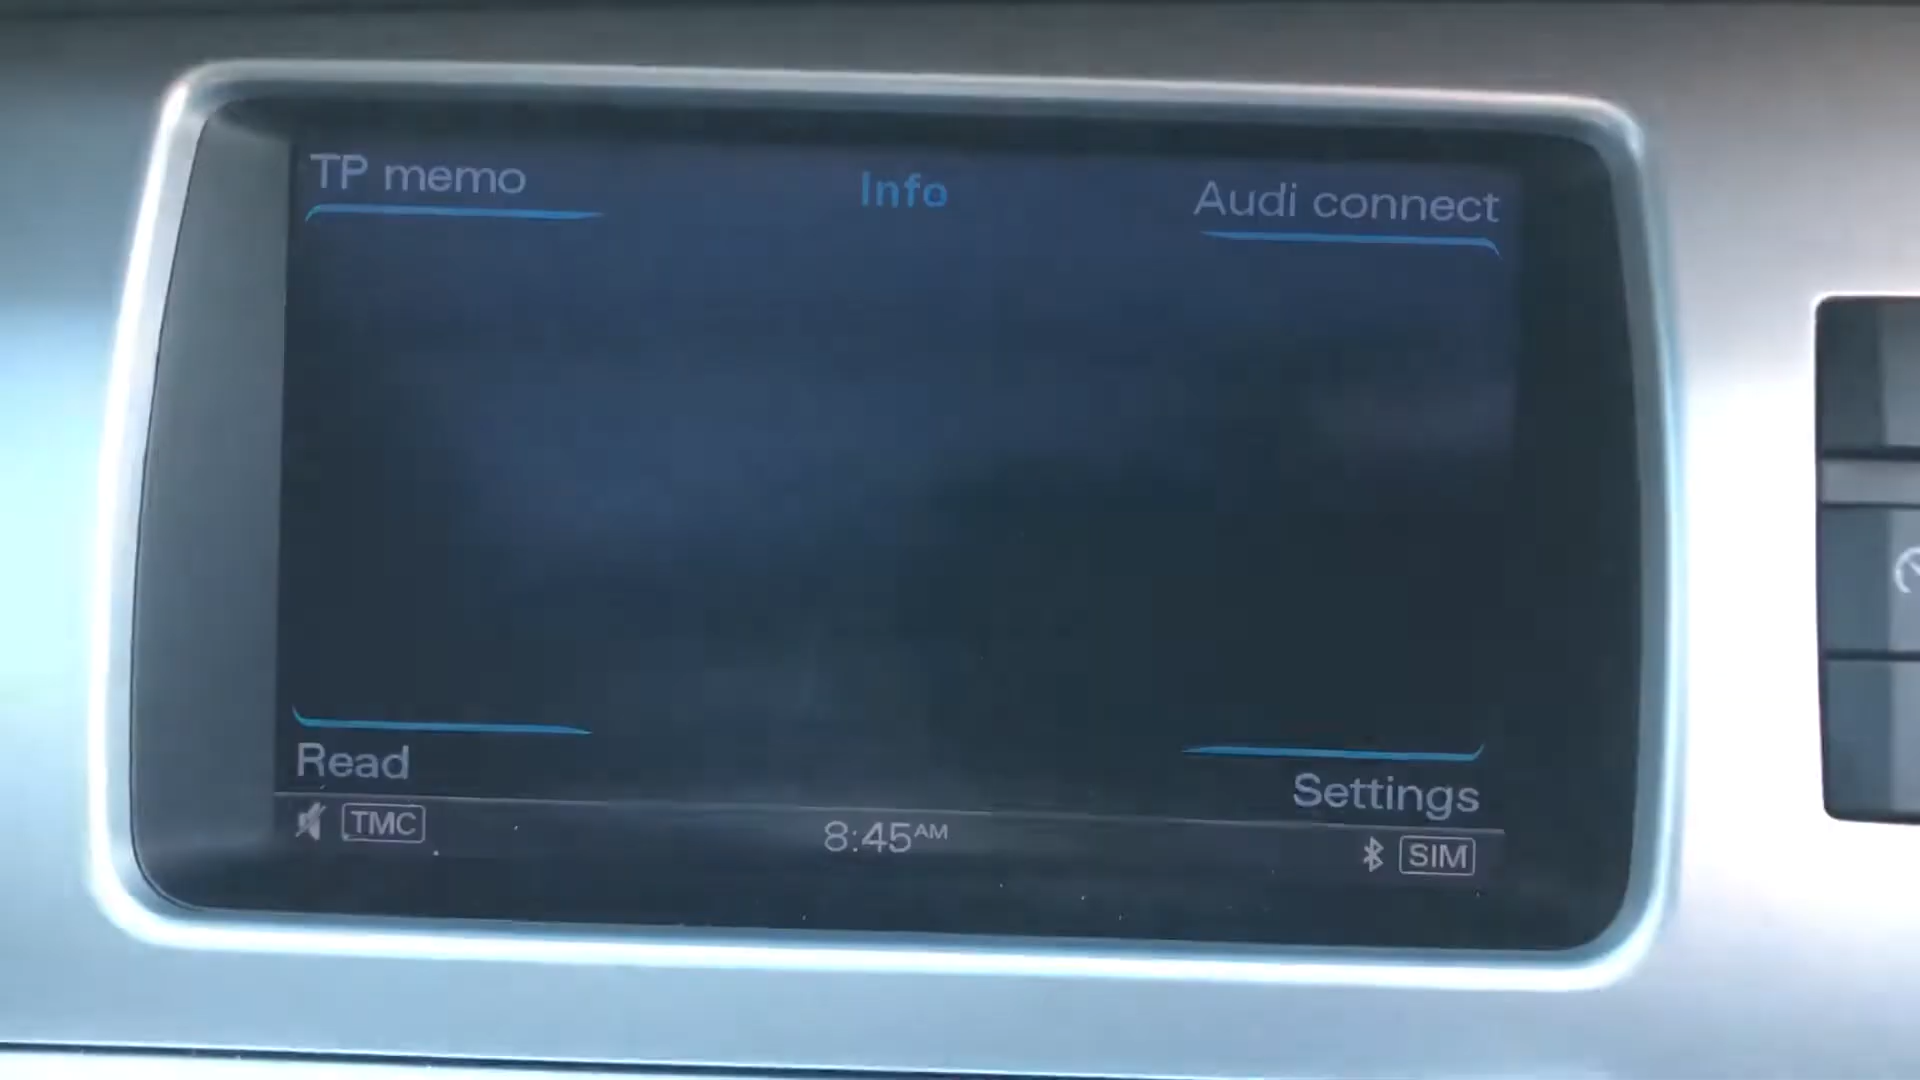 TP memo
Info
Audi connect
Read
Settings
TMC
8:45AM
SIM